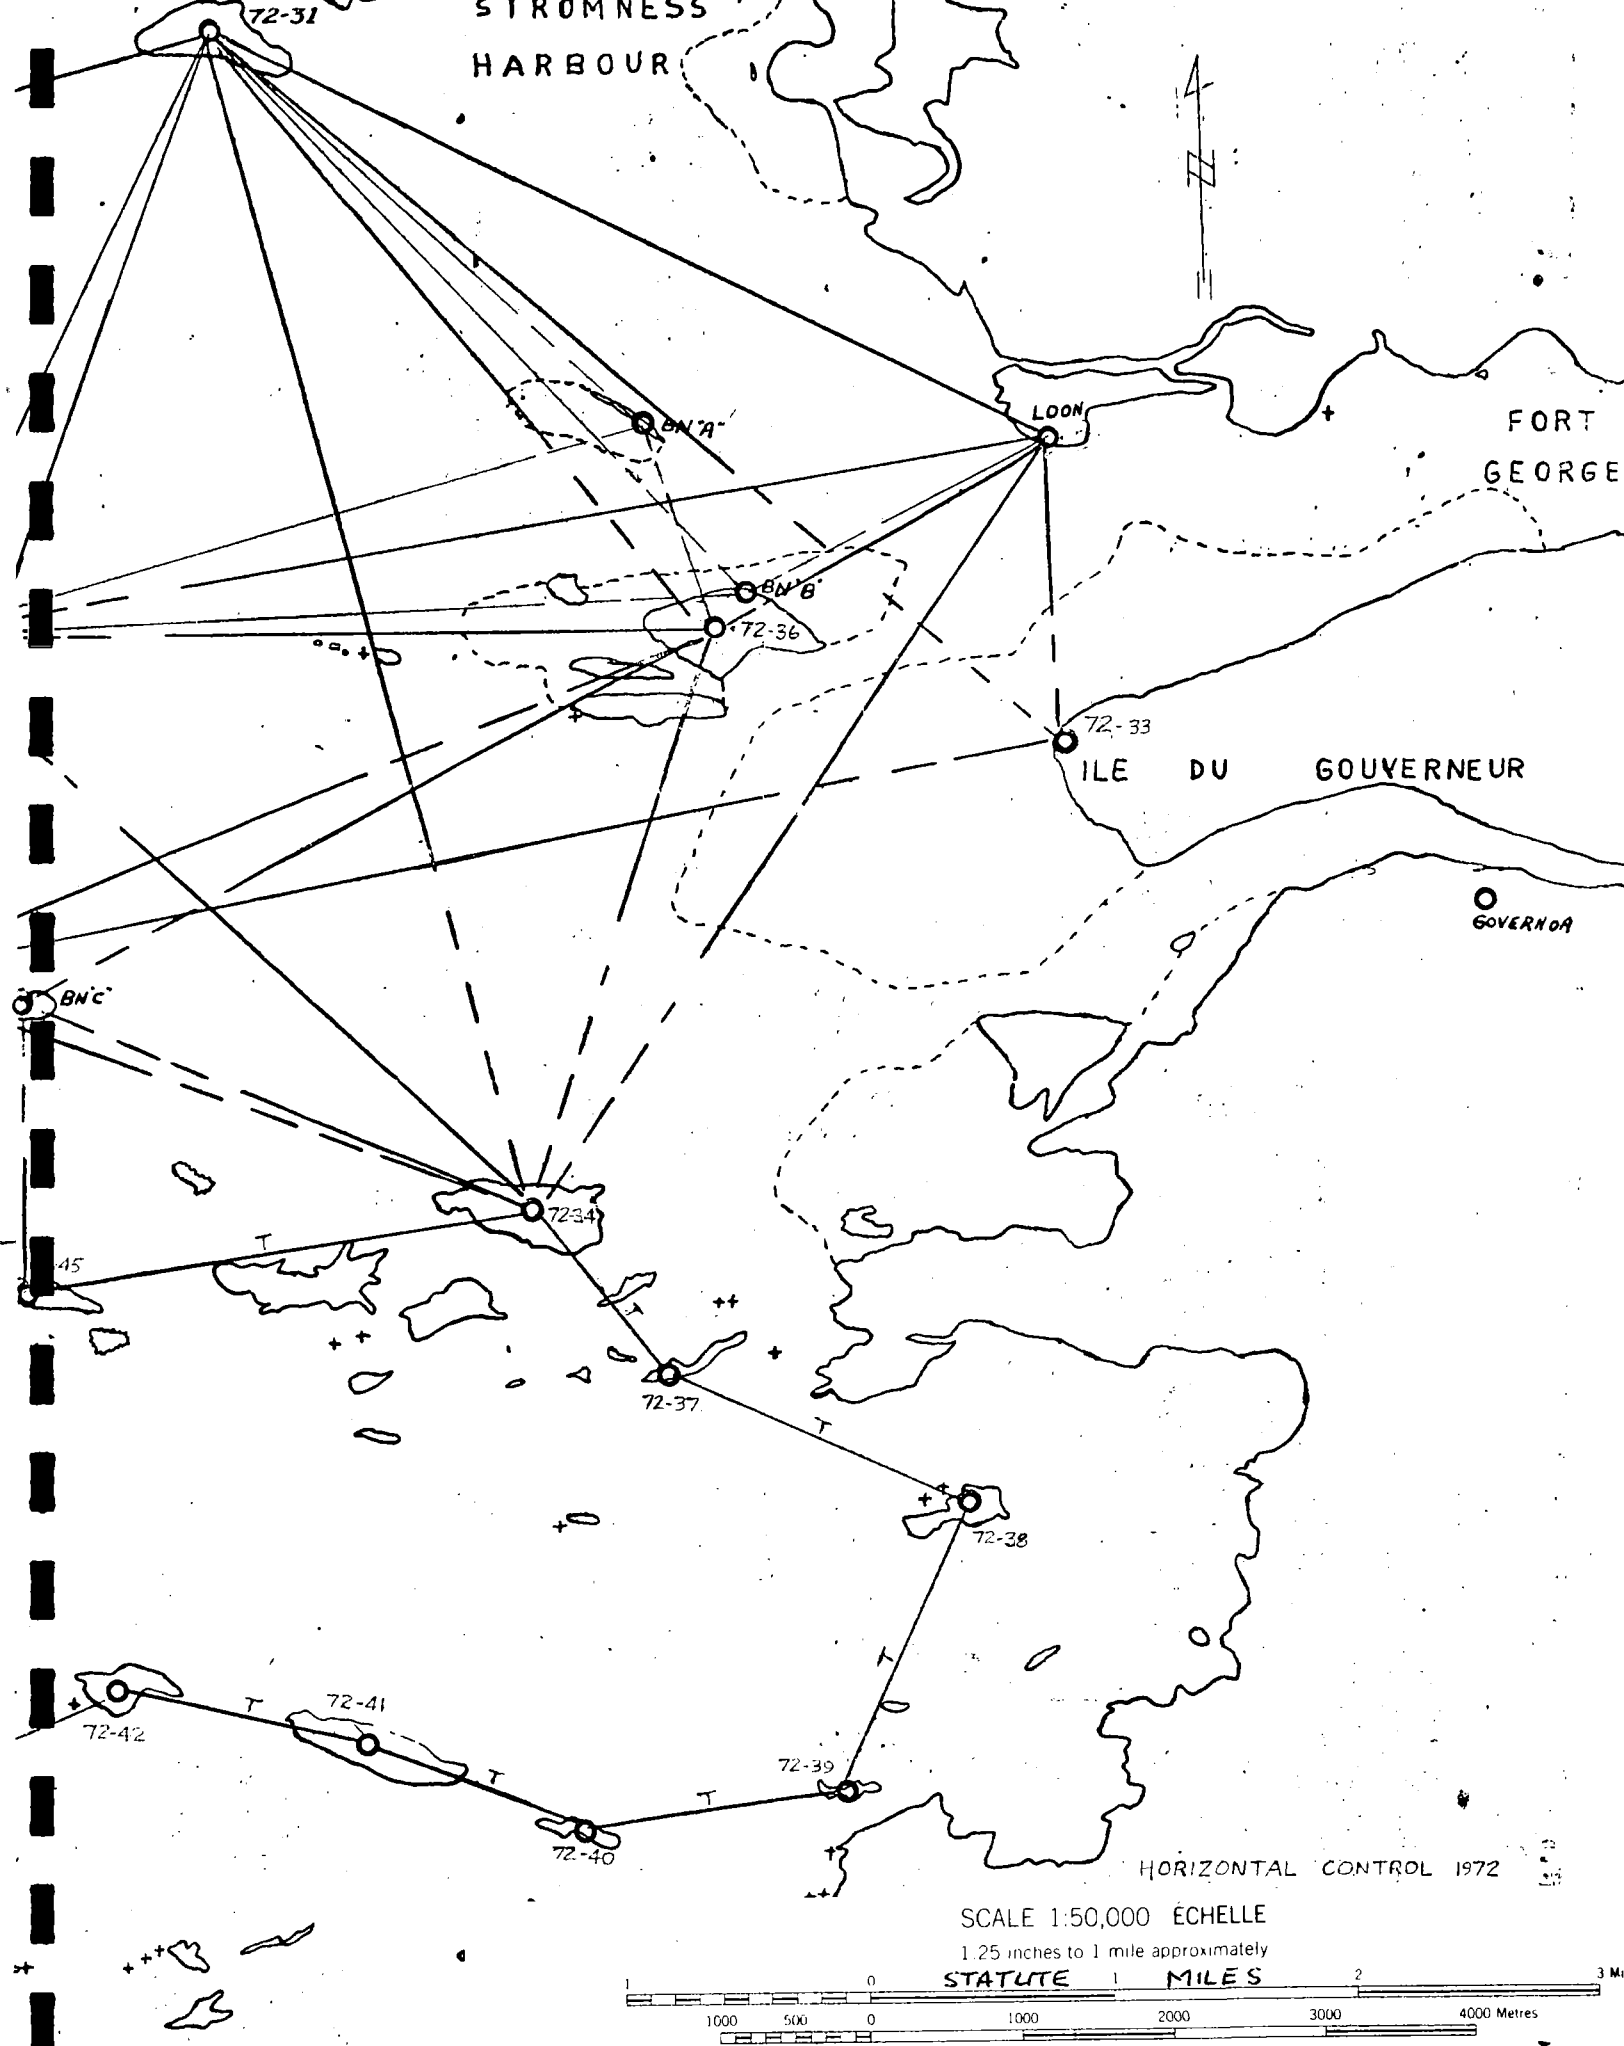 72-31
STROMNESS
HARBOUR
LOON
BN"A"
FORT
GEORGE
BN"B"
72-36
72-33
ILE DU GOUVERNEUR
GOVERNOR
BN"C"
72-34
T
45
T
72-37
T
72-38
T
72-41
T
72-42
T
72-39
T
72-40
HORIZONTAL CONTROL 1972
SCALE 1:50,000 ÉCHELLE
1.25 inches to 1 mile approximately
STATUTE MILES
1 0 1 2 3
1000 500 0 1000 2000 3000 4000 Metres